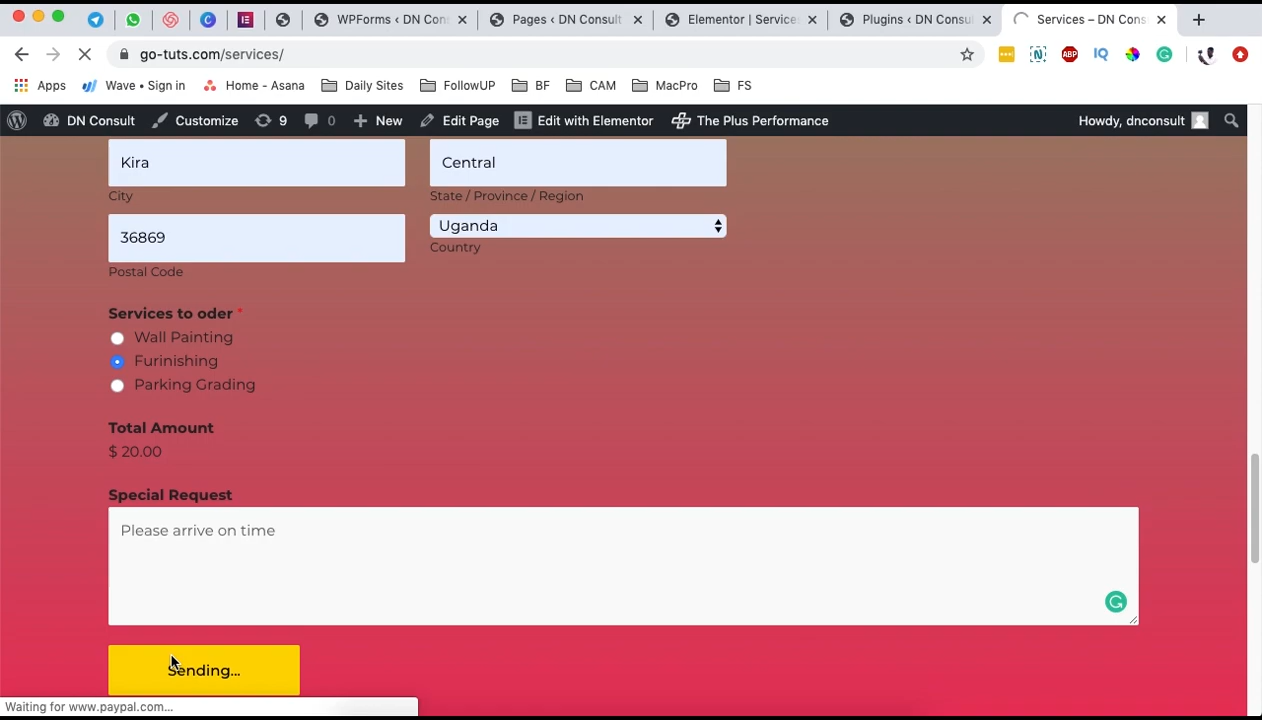 WPForms ‹ DN Con
Pages ‹ DN Consult
Elementor | Service
Plugins ‹ DN Consul
Services – DN Cons
go-tuts.com/services/
ABP
IQ
Apps
Wave • Sign in
Home - Asana
Daily Sites
FollowUP
BF
CAM
MacPro
FS
DN Consult
Customize
9
0
New
Edit Page
Edit with Elementor
The Plus Performance
Howdy, dnconsult
Kira
Central
City
State / Province / Region
36869
Uganda
Postal Code
Country
Services to oder *
Wall Painting
Furinishing
Parking Grading
Total Amount
$ 20.00
Special Request
Please arrive on time
Sending...
Waiting for www.paypal.com...